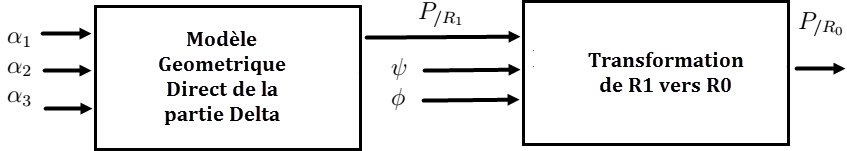 α₁
α₂
α₃
Modèle
Geometrique
Direct de la
partie Delta
P/R₁
ψ
ϕ
Transformation
de R1 vers R0
P/R₀